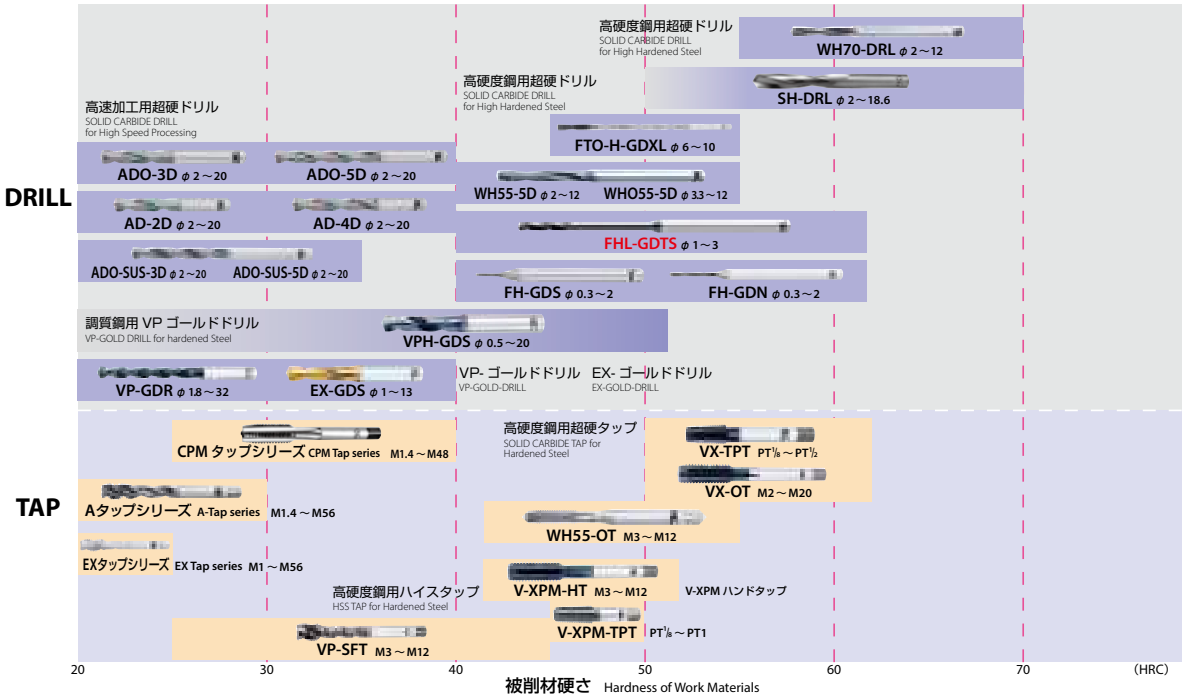 高硬度鋼用超硬ドリル
SOLID CARBIDE DRILL
for High Hardened Steel
WH70-DRL φ 2～12
高硬度鋼用超硬ドリル
SOLID CARBIDE DRILL
for High Hardened Steel
SH-DRL φ 2～18.6
高速加工用超硬ドリル
SOLID CARBIDE DRILL
for High Speed Processing
FTO-H-GDXL φ 6～10
ADO-3D φ 2～20 ADO-5D φ 2～20
WH55-5D φ 2～12 WHO55-5D φ 3.3～12
DRILL
AD-2D φ 2～20 AD-4D φ 2～20
FHL-GDTS φ 1～3
ADO-SUS-3D φ 2～20 ADO-SUS-5D φ 2～20
FH-GDS φ 0.3～2 FH-GDN φ 0.3～2
調質鋼用 VP ゴールドドリル
VP-GOLD DRILL for hardened Steel
VPH-GDS φ 0.5～20
VP-GDR φ 1.8～32 EX-GDS φ 1～13
VP- ゴールドドリル EX- ゴールドドリル
VP-GOLD-DRILL EX-GOLD-DRILL
高硬度鋼用超硬タップ
SOLID CARBIDE TAP for
Hardened Steel
CPM タップシリーズ CPM Tap series M1.4～M48
VX-TPT PT1/8～PT1/2
VX-OT M2～M20
TAP
Aタップシリーズ A-Tap series M1.4～M56
WH55-OT M3～M12
EXタップシリーズ EX Tap series M1～M56
高硬度鋼用ハイスタップ
HSS TAP for Hardened Steel
V-XPM-HT M3～M12 V-XPM ハンドタップ
V-XPM-TPT PT1/8～PT1
VP-SFT M3～M12
20 30 40 50 60 70 (HRC)
被削材硬さ Hardness of Work Materials